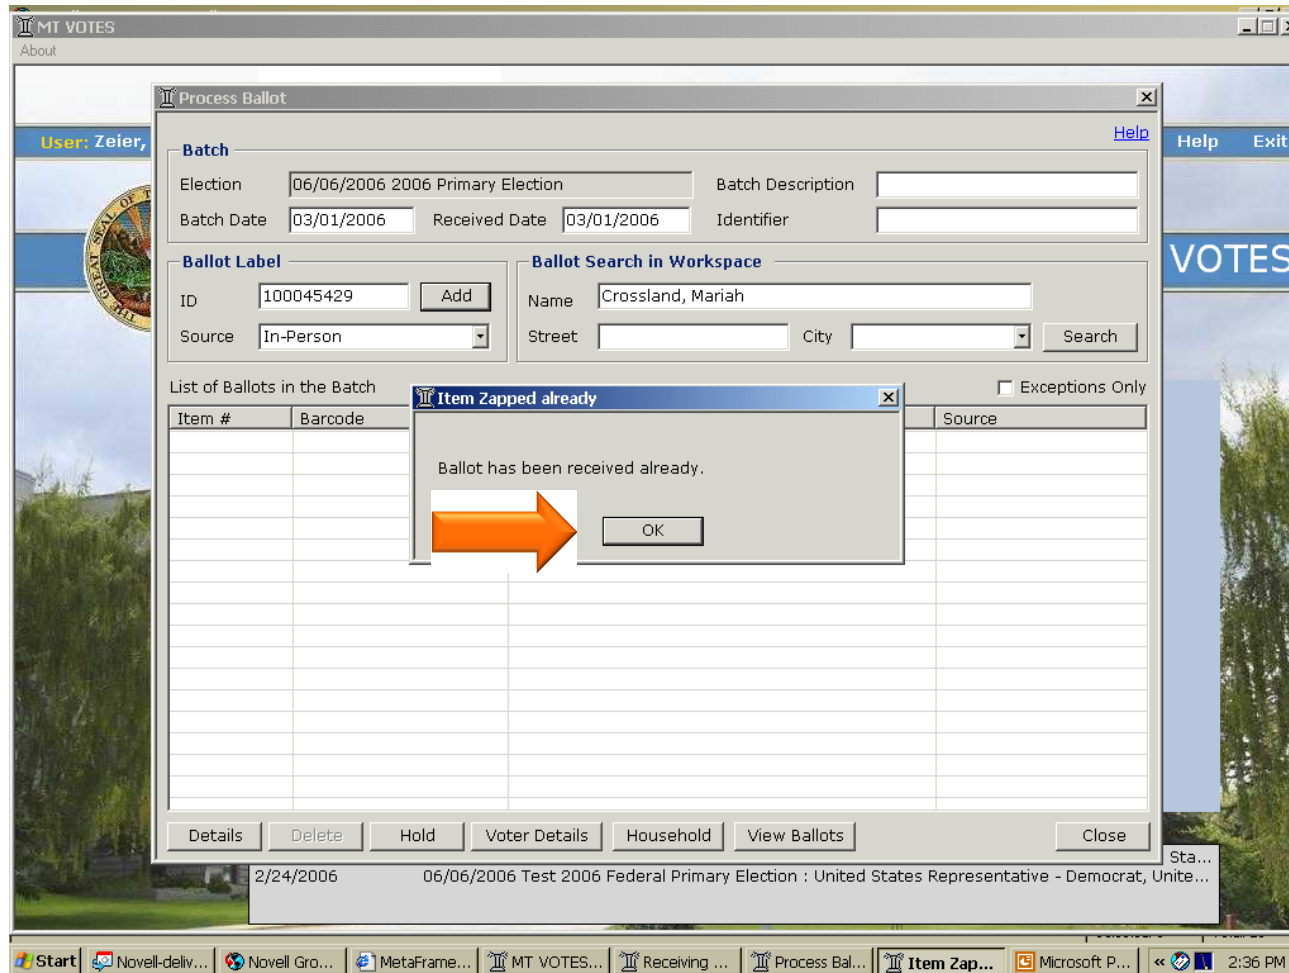 MT VOTES
About
Process Ballot
Help
User: Zeier,
Help Exit
Batch
Election 06/06/2006 2006 Primary Election Batch Description
Batch Date 03/01/2006 Received Date 03/01/2006 Identifier
VOTES
Ballot Label
Ballot Search in Workspace
ID 100045429 Add
Name Crossland, Mariah
Source In-Person
Street City Search
List of Ballots in the Batch
Exceptions Only
Item # Barcode Source
Item Zapped already
Ballot has been received already.
OK
Details Delete Hold Voter Details Household View Ballots Close
Sta...
2/24/2006 06/06/2006 Test 2006 Federal Primary Election : United States Representative - Democrat, Unite...
Start Novell-deliv... Novell Gro... MetaFrame... MT VOTES... Receiving ... Process Bal... Item Zap... Microsoft P... « 2:36 PM